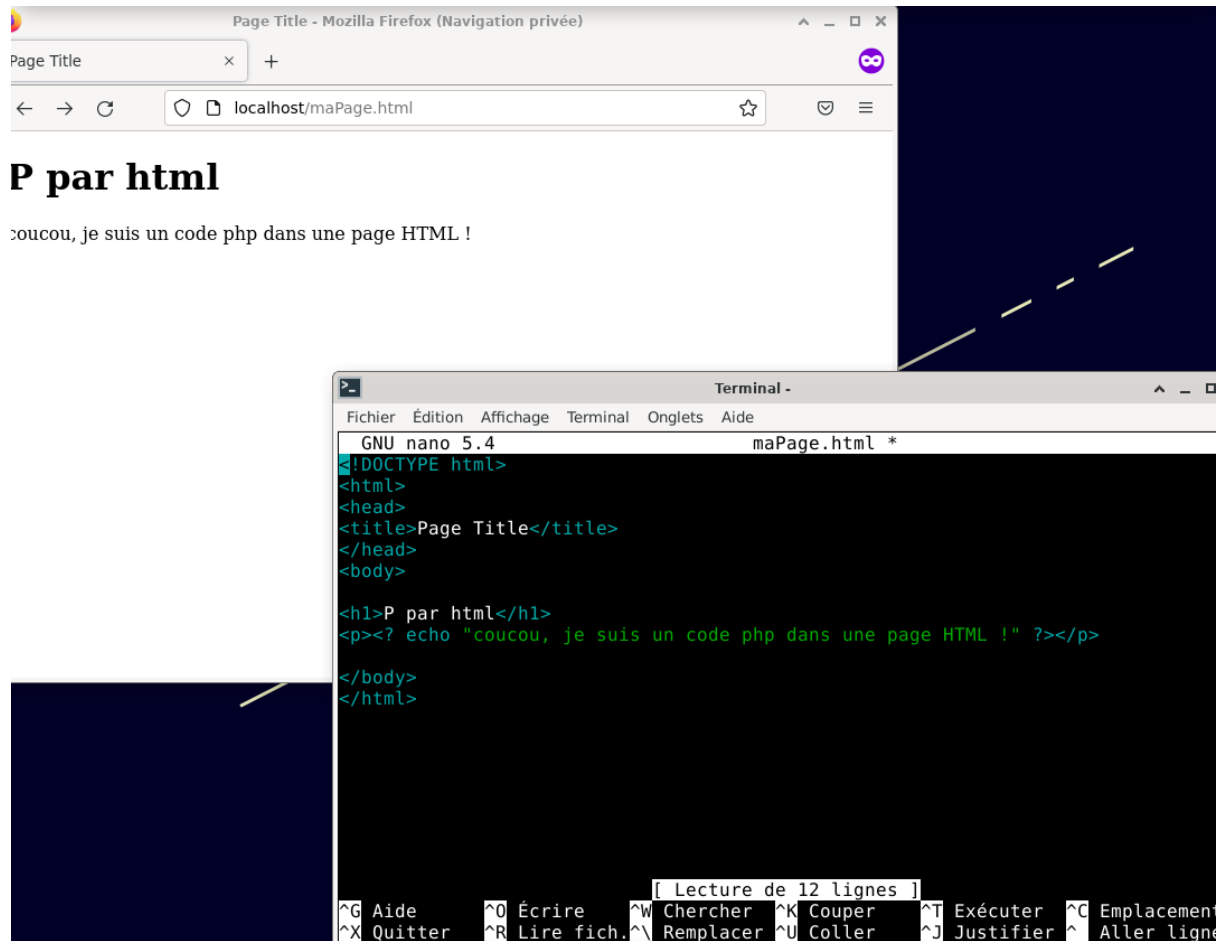 Page Title - Mozilla Firefox (Navigation privée)
Page Title
localhost/maPage.html
P par html
coucou, je suis un code php dans une page HTML !
Terminal -
Fichier Édition Affichage Terminal Onglets Aide
GNU nano 5.4 maPage.html *
<!DOCTYPE html>
<html>
<head>
<title>Page Title</title>
</head>
<body>
<h1>P par html</h1>
<p><? echo "coucou, je suis un code php dans une page HTML !" ?></p>
</body>
</html>
[ Lecture de 12 lignes ]
^G Aide ^O Écrire ^W Chercher ^K Couper ^T Exécuter ^C Emplacement
^X Quitter ^R Lire fich. ^\ Remplacer ^U Coller ^J Justifier ^ Aller ligne